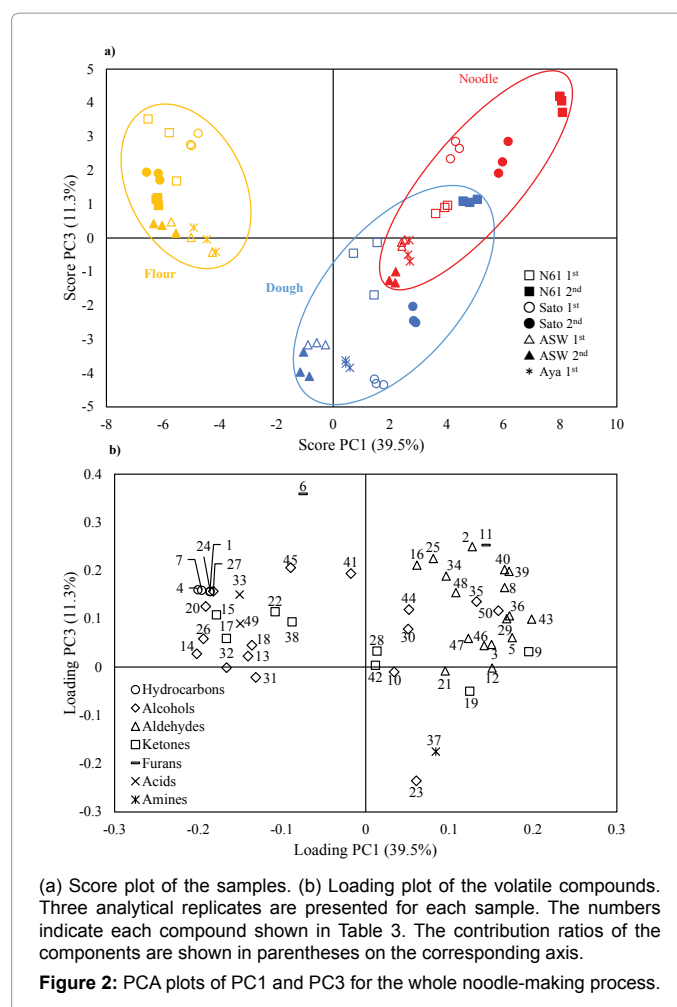 a)
Noodle
5
4
3
2
1
0
-1
-2
-3
-4
-5
Score PC3 (11.3%)
Flour
Dough
N61 1st
N61 2nd
Sato 1st
Sato 2nd
ASW 1st
ASW 2nd
Aya 1st
-8 -6 -4 -2 0 2 4 6 8 10
Score PC1 (39.5%)
b)
0.4
0.3
0.2
0.1
0
-0.1
-0.2
-0.3
Loading PC3 (11.3%)
6
24 1
7 27
4 33
45 41
20 15
22
26 17 49 38
14 32 18
13
31
2 11
16 25
34 40
39
48 35 8
44 50 36
30 29 43
28 47 46 3 5 9
42 10 21 12
19
37
23
Hydrocarbons
Alcohols
Aldehydes
Ketones
Furans
Acids
Amines
-0.3 -0.2 -0.1 0 0.1 0.2 0.3
Loading PC1 (39.5%)
(a) Score plot of the samples. (b) Loading plot of the volatile compounds.
Three analytical replicates are presented for each sample. The numbers
indicate each compound shown in Table 3. The contribution ratios of the
components are shown in parentheses on the corresponding axis.
Figure 2: PCA plots of PC1 and PC3 for the whole noodle-making process.